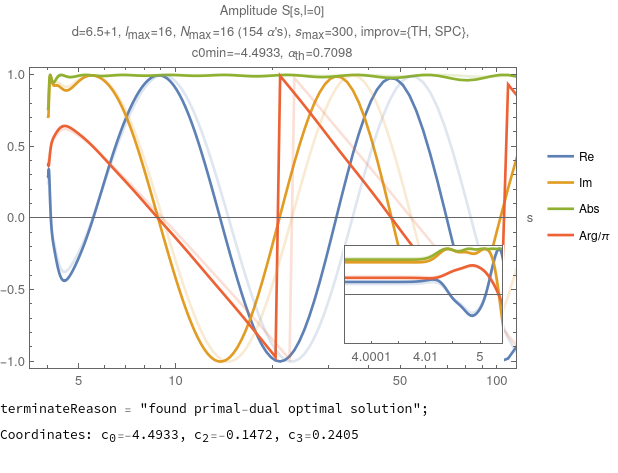 Amplitude S[s,l=0]
d=6.5+1, lmax=16, Nmax=16 (154 α's), smax=300, improv={TH, SPC},
c0min=-4.4933, αth=0.7098
1.0
0.5
0.0
-0.5
-1.0
5
10
50
100
s
4.0001
4.01
5
Re
Im
Abs
Arg/π
terminateReason = "found primal-dual optimal solution";
Coordinates: c0=-4.4933, c2=-0.1472, c3=0.2405